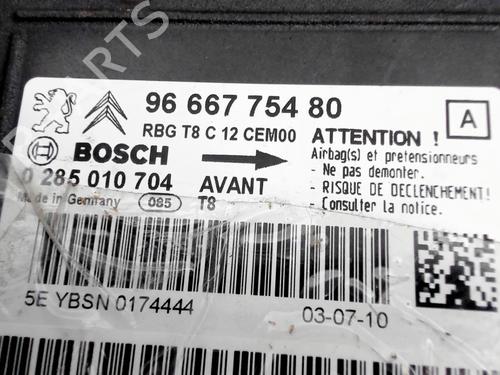 96 667 754 80
A
RBG T8 C 12 CEM00
ATTENTION !
BOSCH
Airbag(s) et pretensionneurs
- Ne pas demonter.
0 285 010 704 AVANT
- RISQUE DE DECLENCHEMENT!
Made in Germany 085 T8
- Consulter la notice.
5E YBSN 0174444
03-07-10